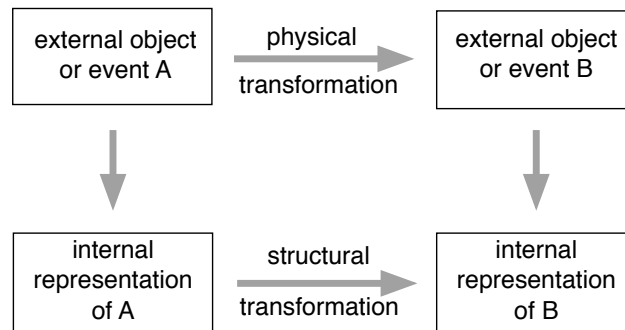 external object
or event A
physical
transformation
external object
or event B
internal
representation
of A
structural
transformation
internal
representation
of B